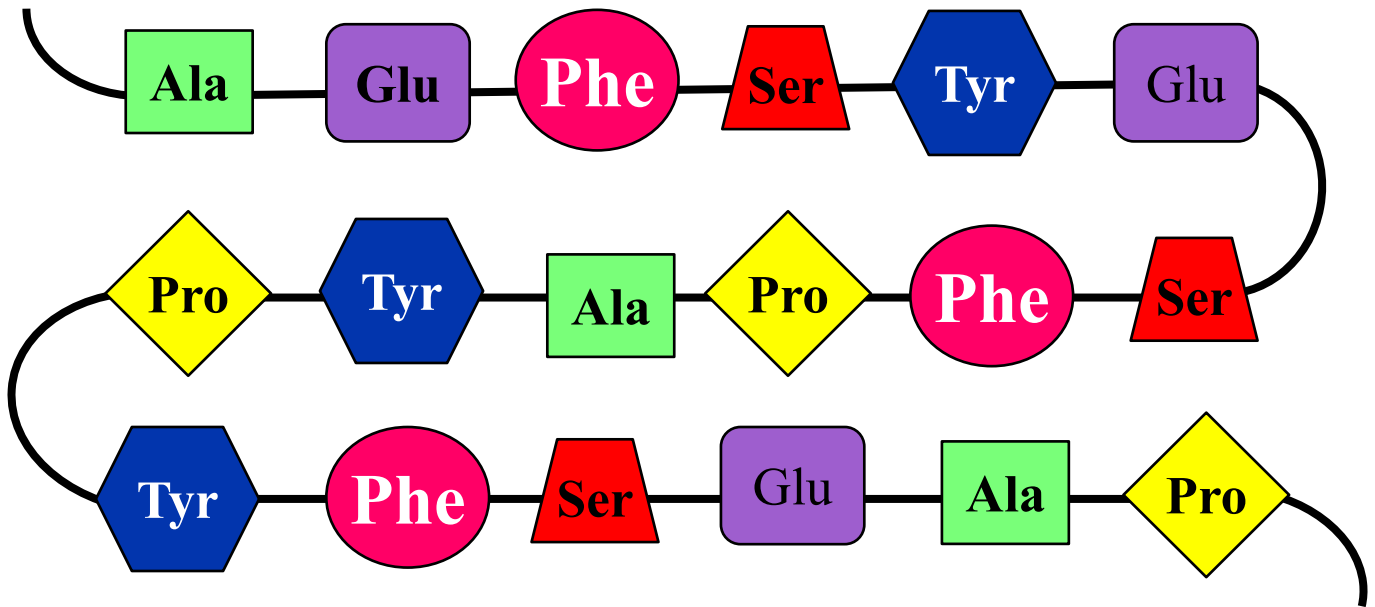 Ala Glu Phe Ser Tyr Glu
Pro Tyr Ala Pro Phe Ser
Tyr Phe Ser Glu Ala Pro